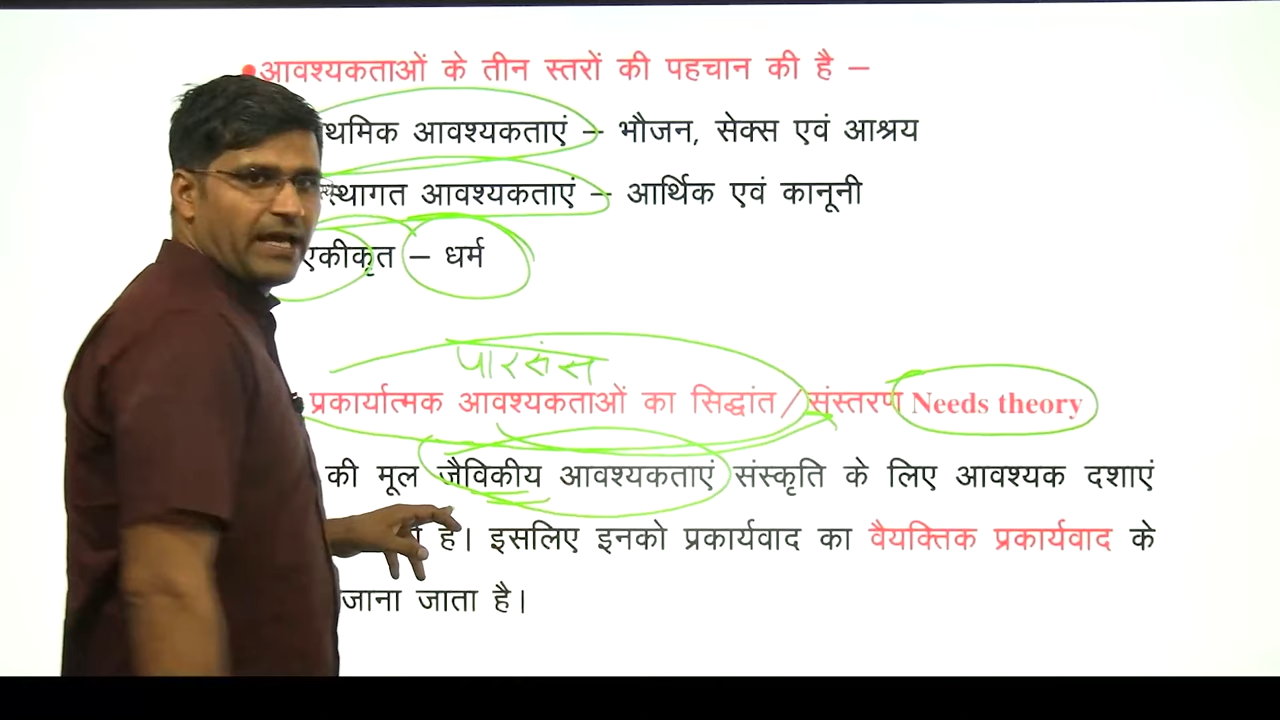 आवश्यकताओं के तीन स्तरों की पहचान की है –
थमिक आवश्यकताएं – भौजन, सेक्स एवं आश्रय
स्थागत आवश्यकताएं – आर्थिक एवं कानूनी
एकीकृत – धर्म
पारसंस
प्रकार्यात्मक आवश्यकताओं का सिद्धांत / संस्तरण Needs theory
की मूल जैविकीय आवश्यकताएं संस्कृति के लिए आवश्यक दशाएं
है। इसलिए इनको प्रकार्यवाद का वैयक्तिक प्रकार्यवाद के
जाना जाता है।